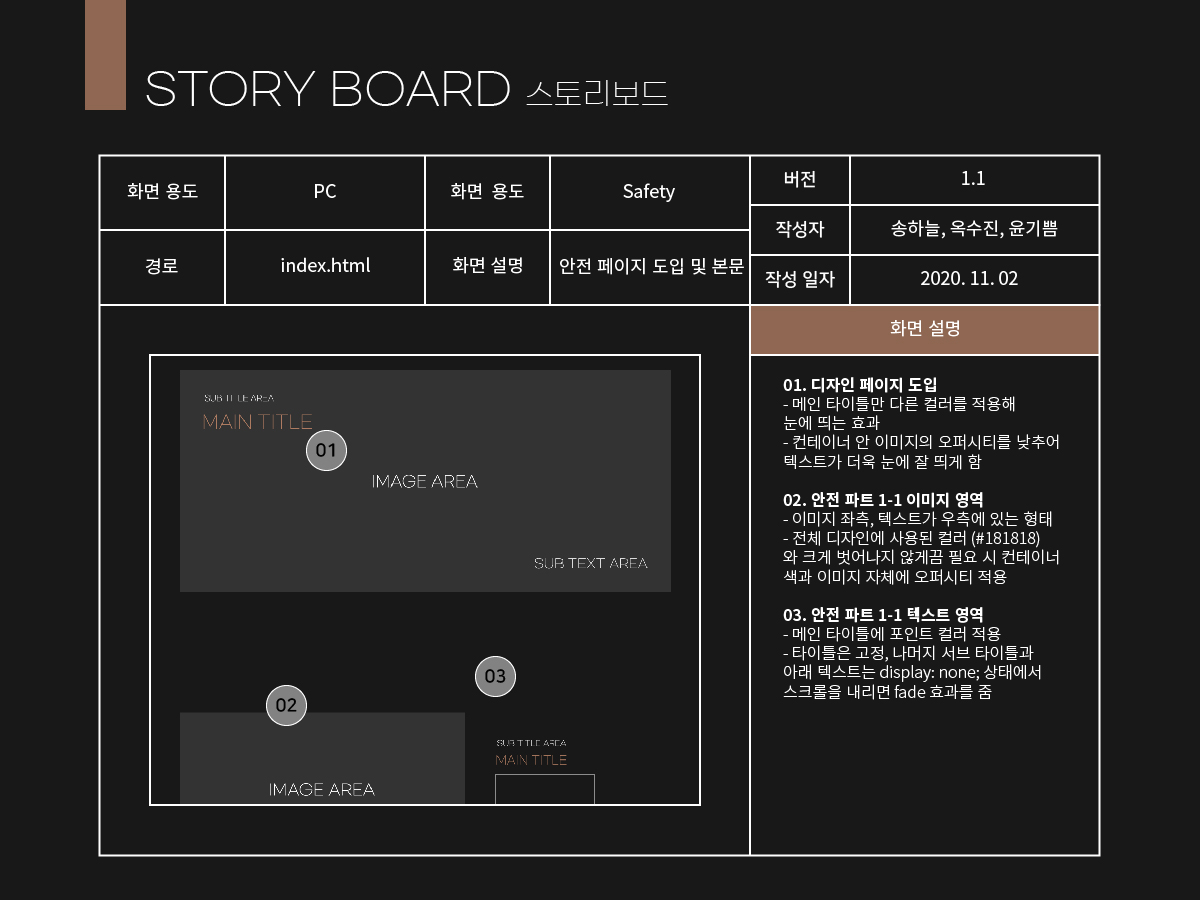 STORY BOARD 스토리보드
화면 용도 PC 화면 용도 Safety 버전 1.1
작성자 송하늘, 옥수진, 윤기쁨
경로 index.html 화면 설명 안전 페이지 도입 및 본문 작성 일자 2020. 11. 02
화면 설명
SUB TITLE AREA
MAIN TITLE
01
IMAGE AREA
SUB TEXT AREA
03
02
SUB TITLE AREA
MAIN TITLE
IMAGE AREA
01. 디자인 페이지 도입
- 메인 타이틀만 다른 컬러를 적용해
눈에 띄는 효과
- 컨테이너 안 이미지의 오퍼시티를 낮추어
텍스트가 더욱 눈에 잘 띄게 함
02. 안전 파트 1-1 이미지 영역
- 이미지 좌측, 텍스트가 우측에 있는 형태
- 전체 디자인에 사용된 컬러 (#181818)
와 크게 벗어나지 않게끔 필요 시 컨테이너
색과 이미지 자체에 오퍼시티 적용
03. 안전 파트 1-1 텍스트 영역
- 메인 타이틀에 포인트 컬러 적용
- 타이틀은 고정, 나머지 서브 타이틀과
아래 텍스트는 display: none; 상태에서
스크롤을 내리면 fade 효과를 줌